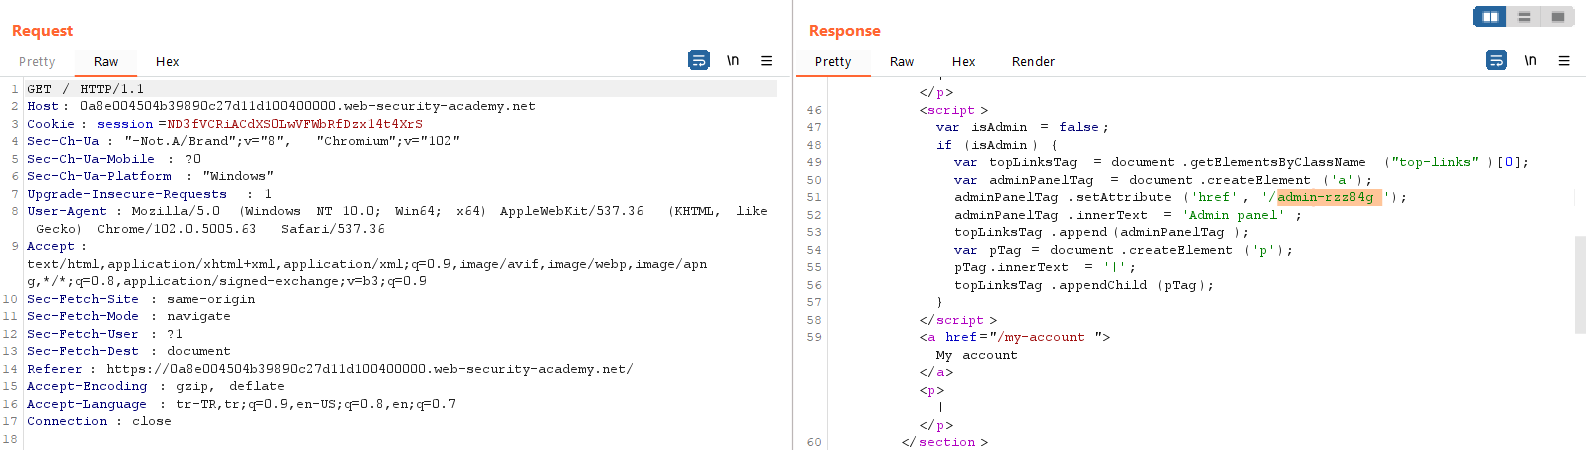 Request
Pretty Raw Hex
\n
1 GET / HTTP/1.1
2 Host: 0a8e004504b39890c27d11d100400000.web-security-academy.net
3 Cookie: session=ND3fVCRiACdXSOLwVFWbRfDzx14t4XrS
4 Sec-Ch-Ua: "-Not.A/Brand";v="8", "Chromium";v="102"
5 Sec-Ch-Ua-Mobile: ?0
6 Sec-Ch-Ua-Platform: "Windows"
7 Upgrade-Insecure-Requests: 1
8 User-Agent: Mozilla/5.0 (Windows NT 10.0; Win64; x64) AppleWebKit/537.36 (KHTML, like
Gecko) Chrome/102.0.5005.63 Safari/537.36
9 Accept:
text/html,application/xhtml+xml,application/xml;q=0.9,image/avif,image/webp,image/apn
g,*/*;q=0.8,application/signed-exchange;v=b3;q=0.9
10 Sec-Fetch-Site: same-origin
11 Sec-Fetch-Mode: navigate
12 Sec-Fetch-User: ?1
13 Sec-Fetch-Dest: document
14 Referer: https://0a8e004504b39890c27d11d100400000.web-security-academy.net/
15 Accept-Encoding: gzip, deflate
16 Accept-Language: tr-TR,tr;q=0.9,en-US;q=0.8,en;q=0.7
17 Connection: close
18
Response
Pretty Raw Hex Render
\n
</p>
46 <script>
47 var isAdmin = false;
48 if (isAdmin) {
49 var topLinksTag = document.getElementsByClassName("top-links")[0];
50 var adminPanelTag = document.createElement('a');
51 adminPanelTag.setAttribute('href', '/admin-rzz84g');
52 adminPanelTag.innerText = 'Admin panel';
53 topLinksTag.append(adminPanelTag);
54 var pTag = document.createElement('p');
55 pTag.innerText = '|';
56 topLinksTag.appendChild(pTag);
57 }
58 </script>
59 <a href="/my-account">
My account
</a>
<p>
|
</p>
60 </section>